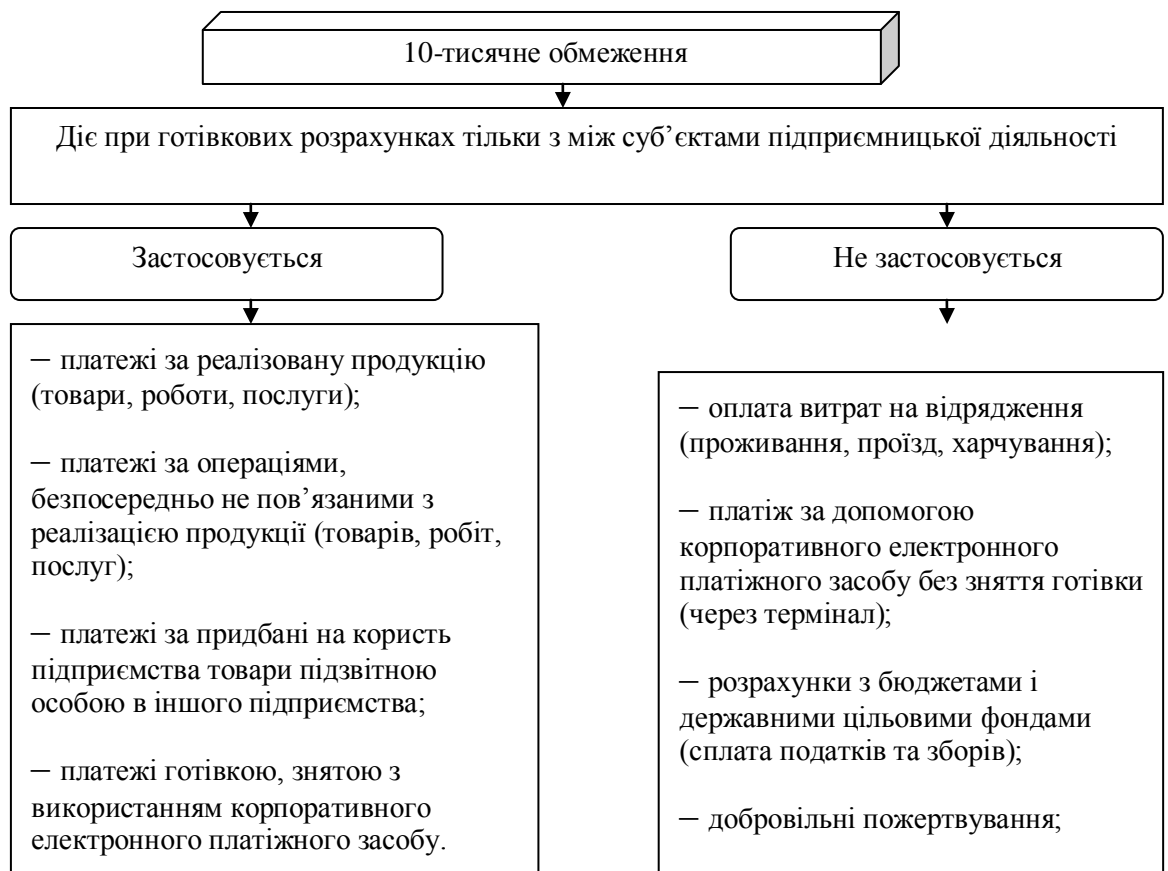 10-тисячне обмеження
Діє при готівкових розрахунках тільки з між суб’єктами підприємницької діяльності
Застосовується
Не застосовується
— платежі за реалізовану продукцію
(товари, роботи, послуги);
— платежі за операціями,
безпосередньо не пов’язаними з
реалізацією продукції (товарів, робіт,
послуг);
— платежі за придбані на користь
підприємства товари підзвітною
особою в іншого підприємства;
— платежі готівкою, знятою з
використанням корпоративного
електронного платіжного засобу.
— оплата витрат на відрядження
(проживання, проїзд, харчування);
— платіж за допомогою
корпоративного електронного
платіжного засобу без зняття готівки
(через термінал);
— розрахунки з бюджетами і
державними цільовими фондами
(сплата податків та зборів);
— добровільні пожертвування;